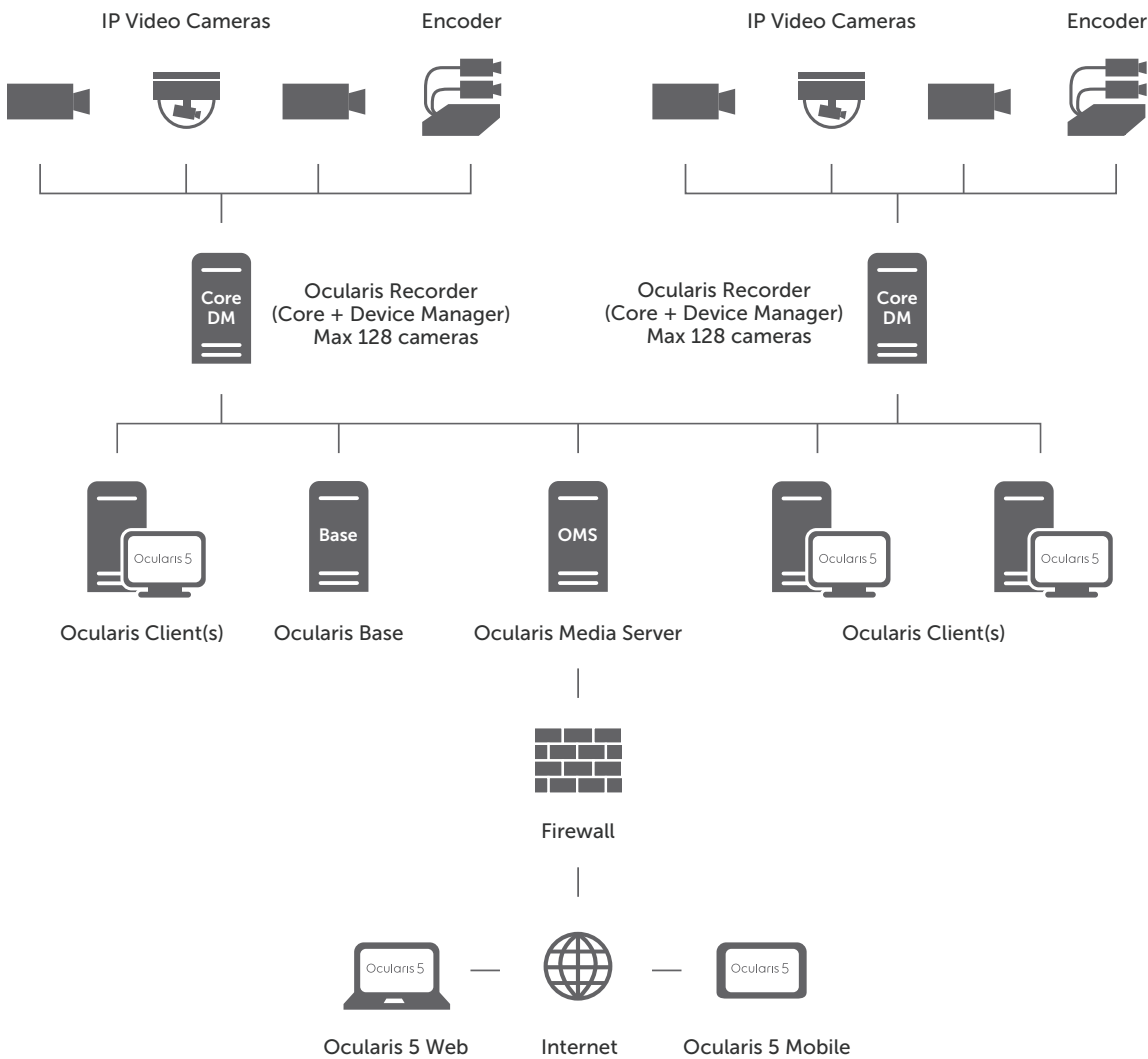 IP Video Cameras
Encoder
IP Video Cameras
Encoder
Core
DM
Ocularis Recorder
(Core + Device Manager)
Max 128 cameras
Ocularis Recorder
(Core + Device Manager)
Max 128 cameras
Core
DM
Ocularis 5
Base
OMS
Ocularis 5
Ocularis 5
Ocularis Client(s)
Ocularis Base
Ocularis Media Server
Ocularis Client(s)
Firewall
Ocularis 5
Ocularis 5
Ocularis 5 Web
Internet
Ocularis 5 Mobile